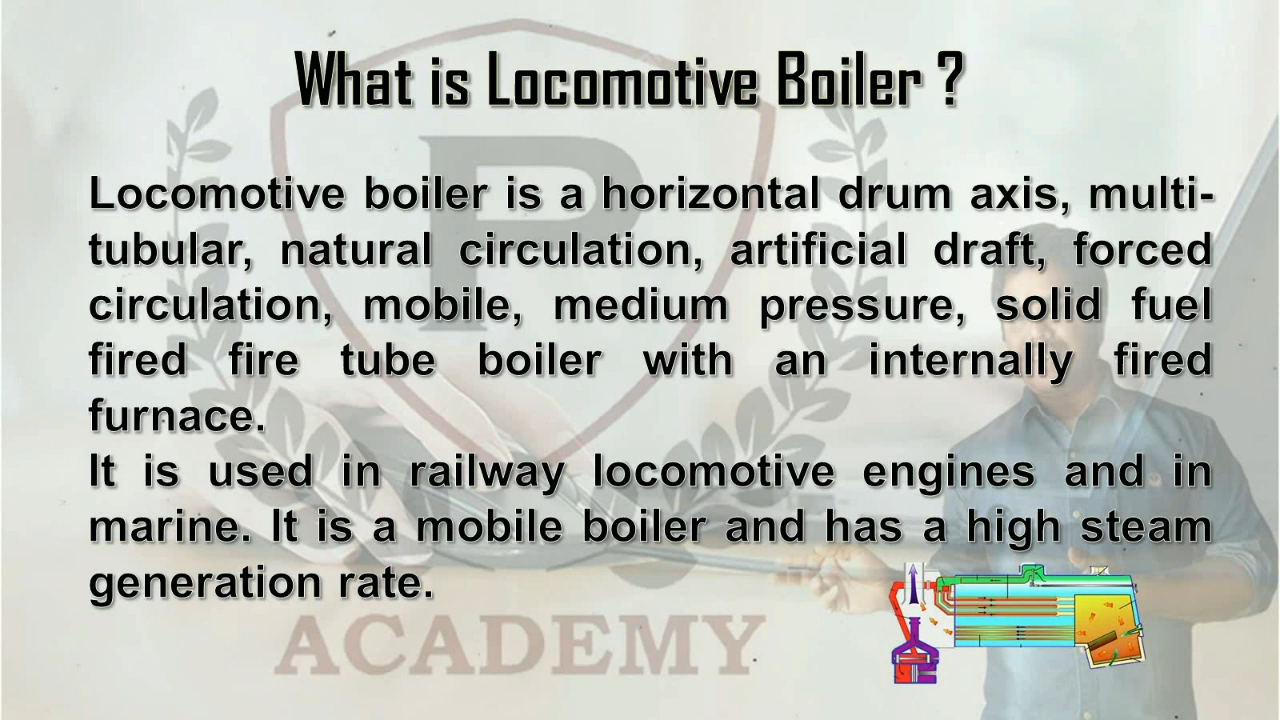 What is Locomotive Boiler ?
Locomotive boiler is a horizontal drum axis, multi-
tubular, natural circulation, artificial draft, forced
circulation, mobile, medium pressure, solid fuel
fired fire tube boiler with an internally fired
furnace.
It is used in railway locomotive engines and in
marine. It is a mobile boiler and has a high steam
generation rate.
P
ACADEMY